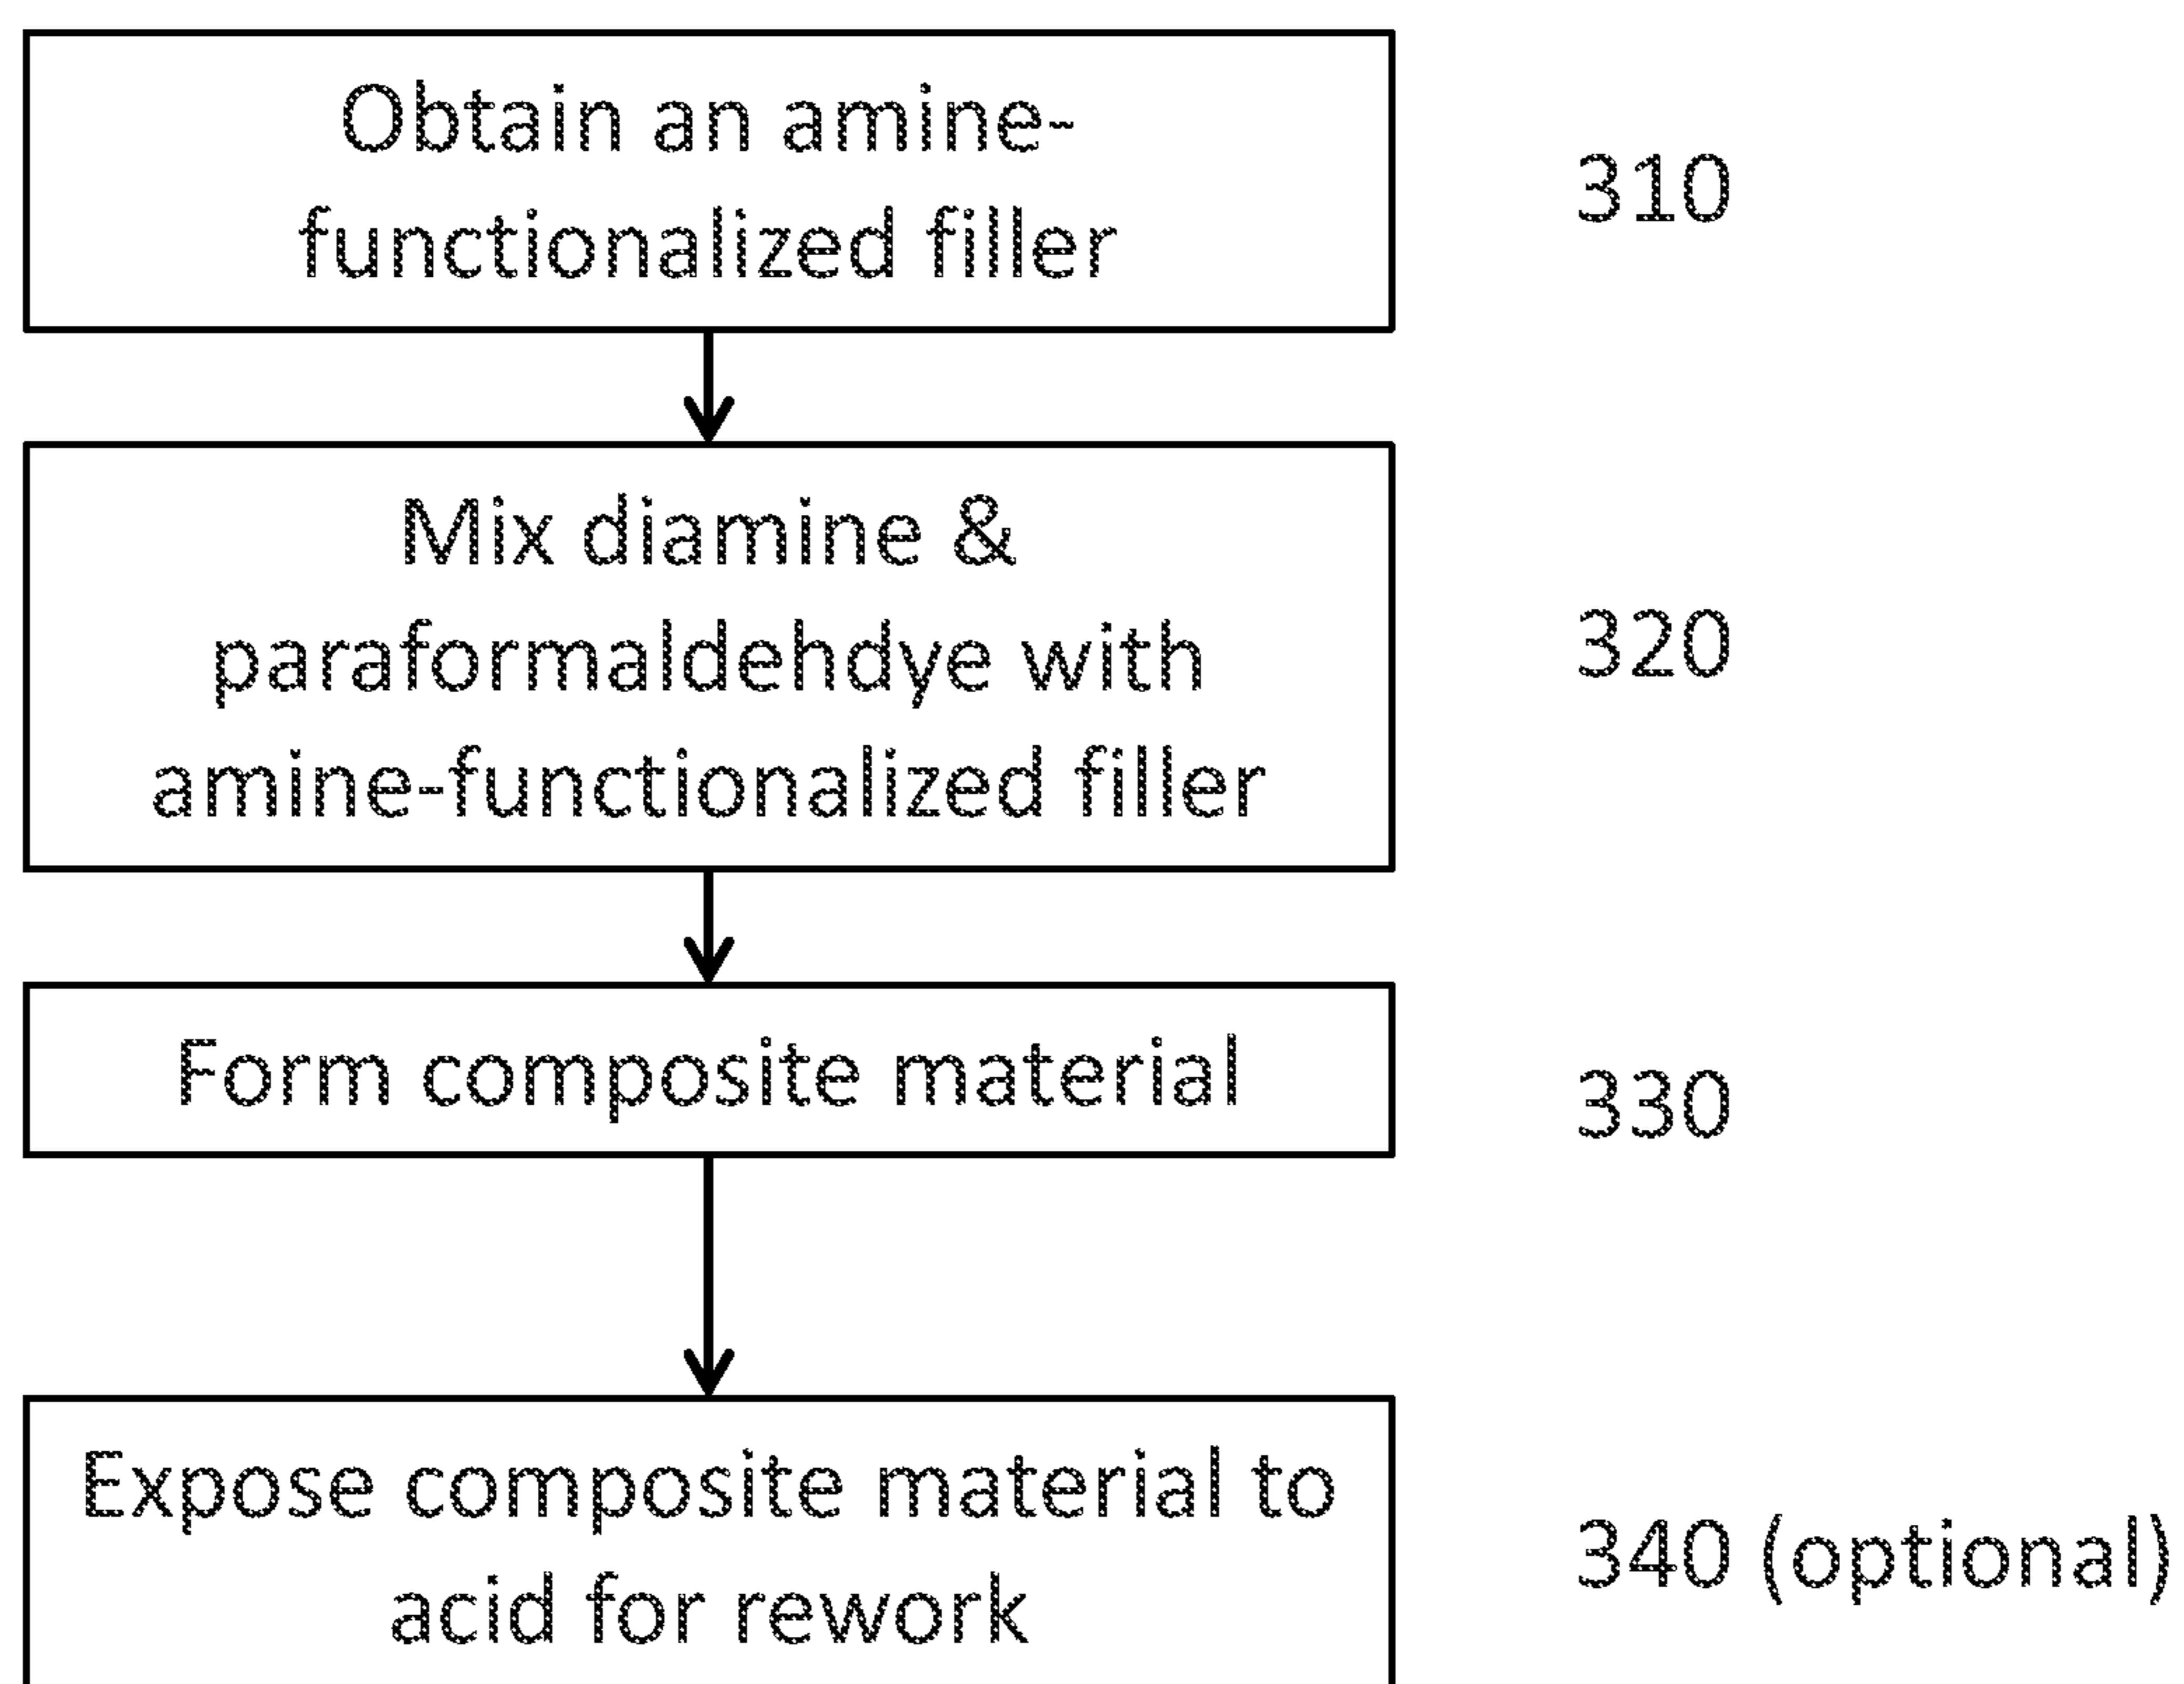 Obtain an amine-
functionalized filler
310
Mix diamine &
paraformaldehdye with
amine-functionalized filler
320
Form composite material
330
Expose composite material to
acid for rework
340 (optional)